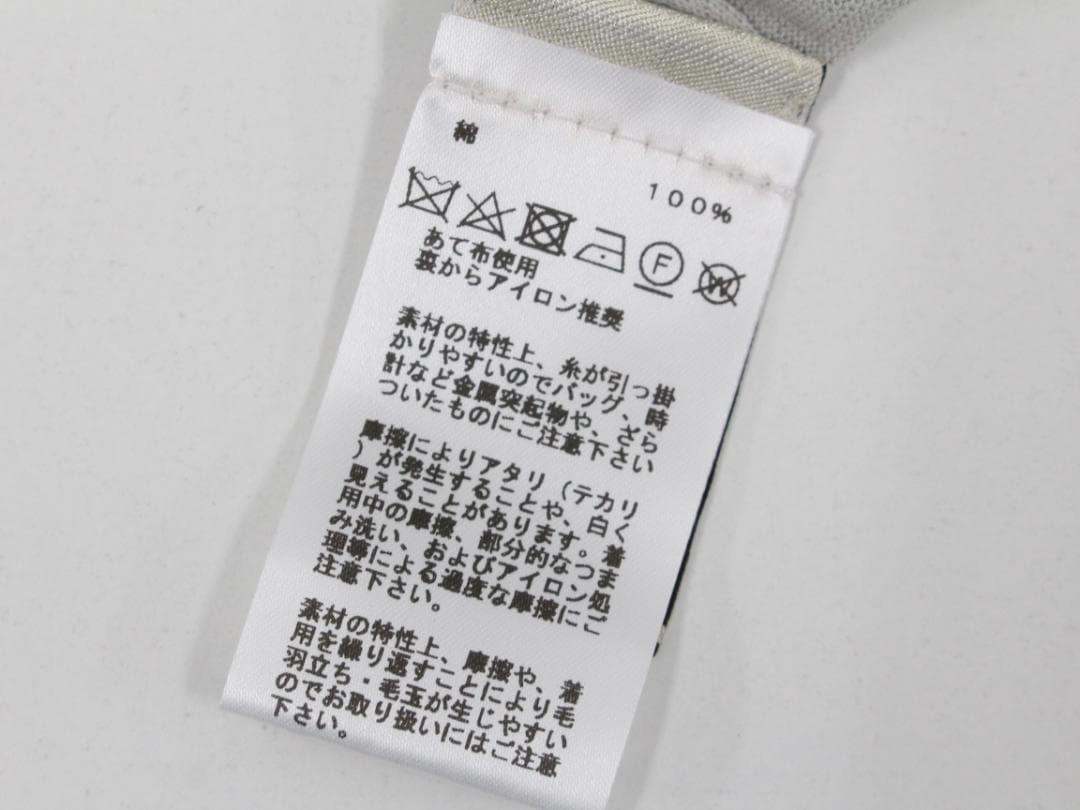 綿
100%
F
W
あて布使用
裏からアイロン推奨
素材の特性上、糸が引っ掛
かりやすいのでバッグ、時
計など金属突起物や、ざら
ついたものにご注意下さい
摩擦によりアタリ（テカリ
）が発生することや、白く
見えることがあります。着
用中の摩擦、部分的なつま
み洗い、およびアイロン処
理等による過度な摩擦にご
注意下さい。
素材の特性上、摩擦や、着
用を繰り返すことにより毛
羽立ち・毛玉が生じやすい
のでお取り扱いにはご注意
下さい。